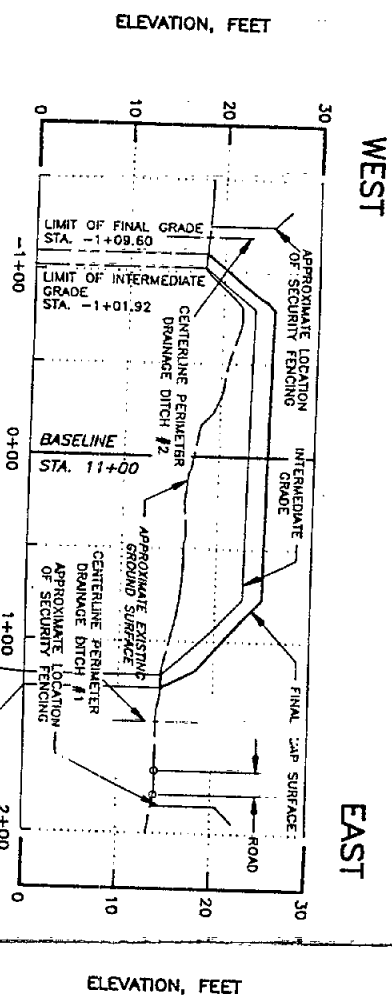 WEST
EAST
ELEVATION, FEET
30
20
10
0
APPROXIMATE LOCATION
OF SECURITY FENCING
INTERMEDIATE
GRADE
FINAL CAP SURFACE
ROAD
CENTERLINE PERIMETER
DRAINAGE DITCH #2
LIMIT OF FINAL GRADE
STA. -1+09.60
LIMIT OF INTERMEDIATE
GRADE
STA. -1+01.92
BASELINE
STA. 11+00
APPROXIMATE EXISTING
GROUND SURFACE
CENTERLINE PERIMETER
DRAINAGE DITCH #1
APPROXIMATE LOCATION
OF SECURITY FENCING
30
20
10
0
ELEVATION, FEET
-1+00
0+00
1+00
2+00